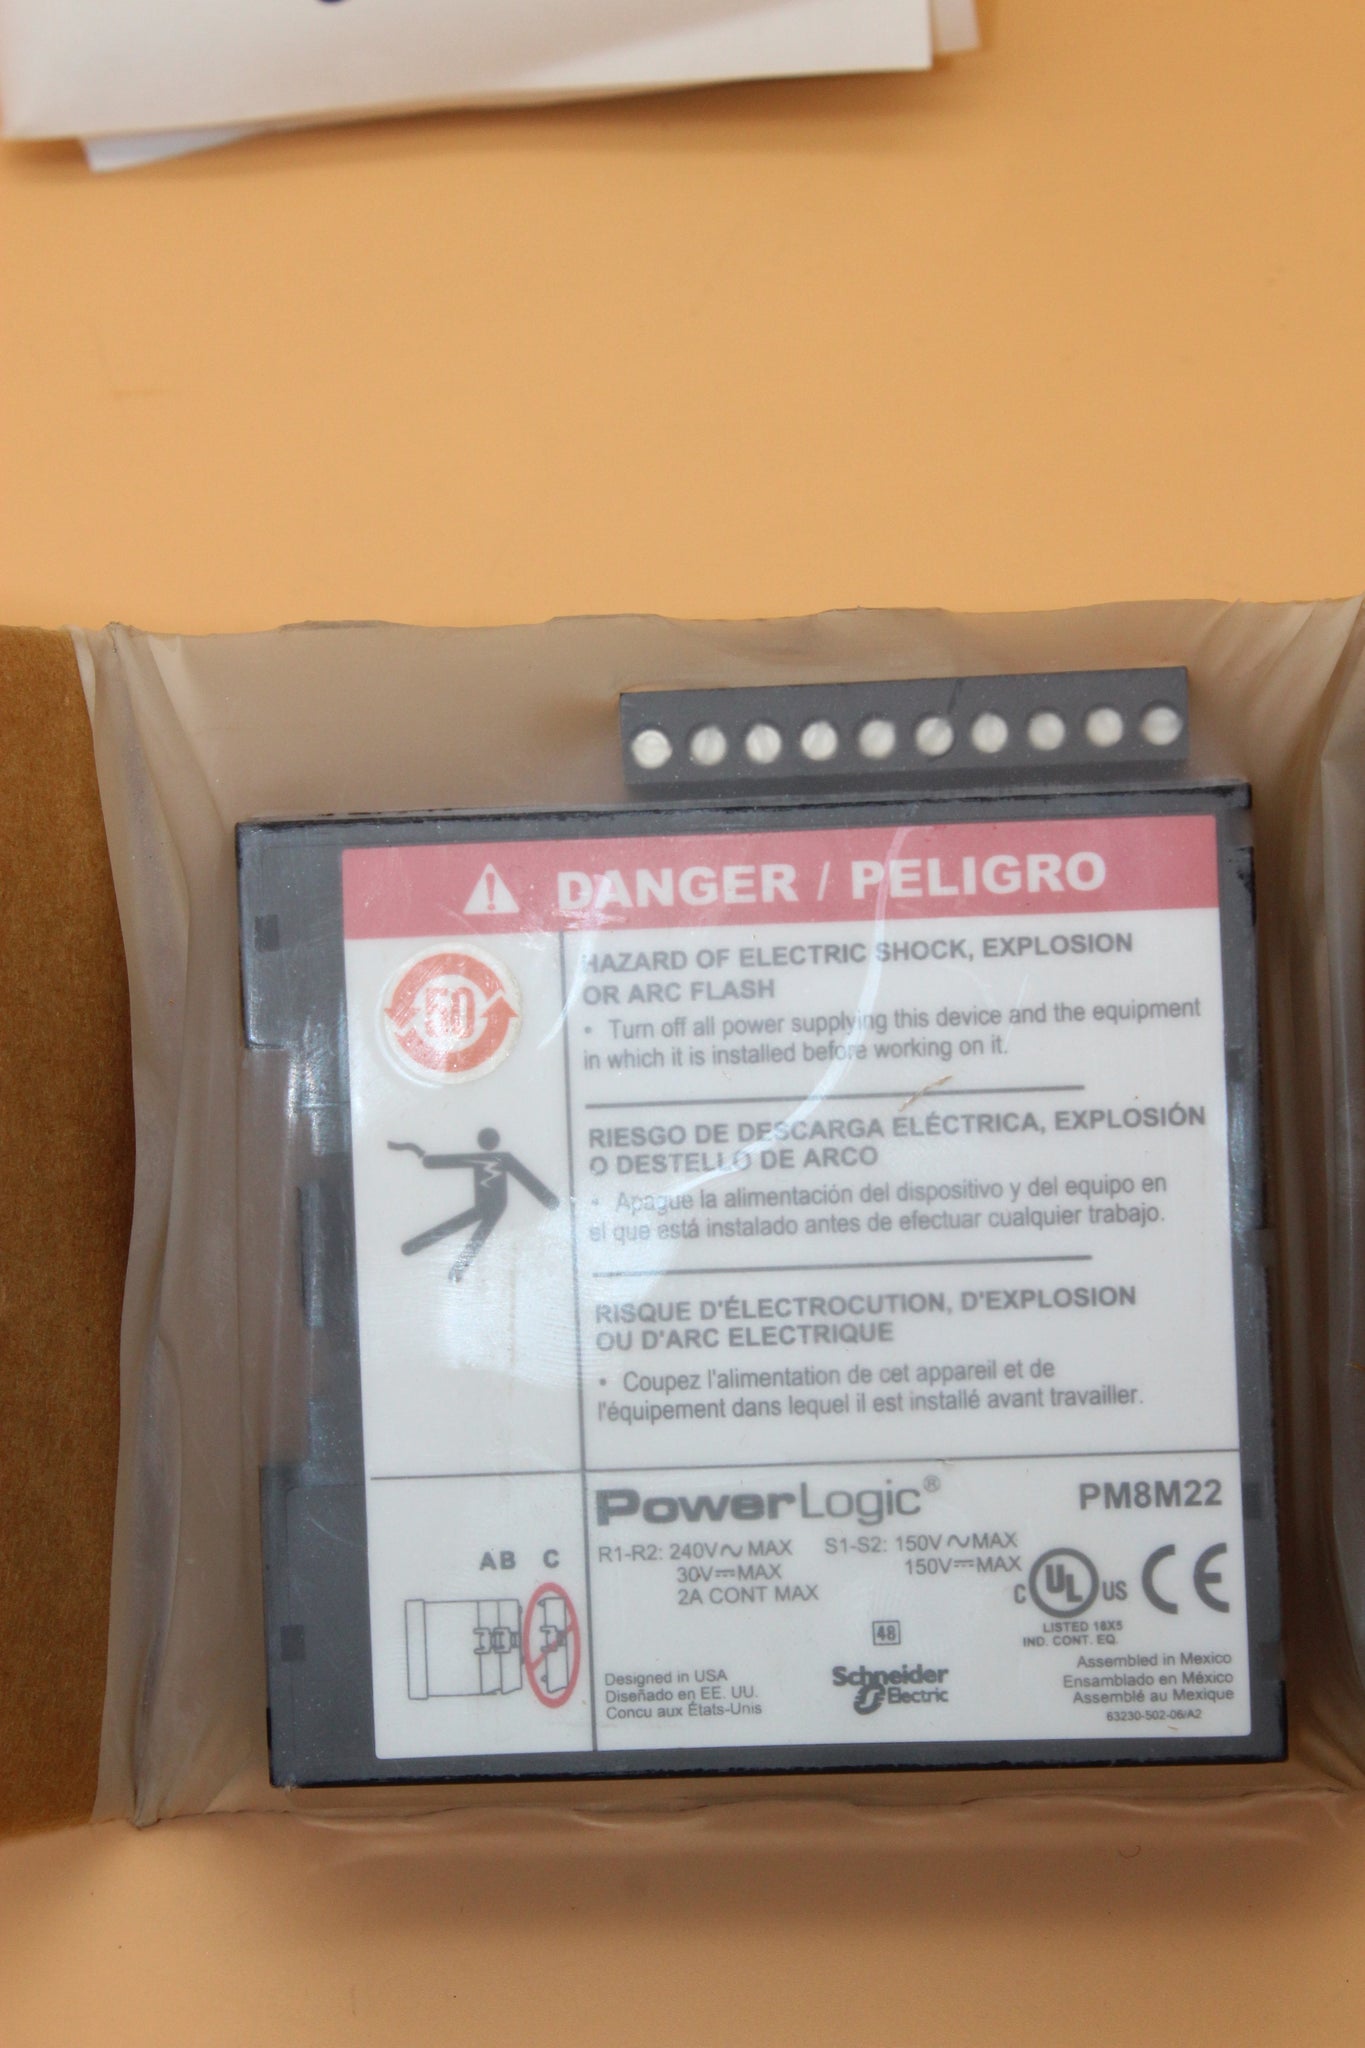 DANGER / PELIGRO
50
HAZARD OF ELECTRIC SHOCK, EXPLOSION
OR ARC FLASH
• Turn off all power supplying this device and the equipment
in which it is installed before working on it.
RIESGO DE DESCARGA ELÉCTRICA, EXPLOSIÓN
O DESTELLO DE ARCO
• Apague la alimentación del dispositivo y del equipo en
el que está instalado antes de efectuar cualquier trabajo.
RISQUE D'ÉLECTROCUTION, D'EXPLOSION
OU D'ARC ELECTRIQUE
• Coupez l'alimentation de cet appareil et de
l'équipement dans lequel il est installé avant travailler.
PowerLogic® PM8M22
R1-R2: 240V∿ MAX S1-S2: 150V∿MAX
30V⎓MAX 150V⎓MAX
2A CONT MAX
AB C
C UL US CE
LISTED 18X5
IND. CONT. EQ.
48
Schneider
Electric
Designed in USA
Diseñado en EE. UU.
Concu aux États-Unis
Assembled in Mexico
Ensamblado en México
Assemblé au Mexique
63230-502-06/A2